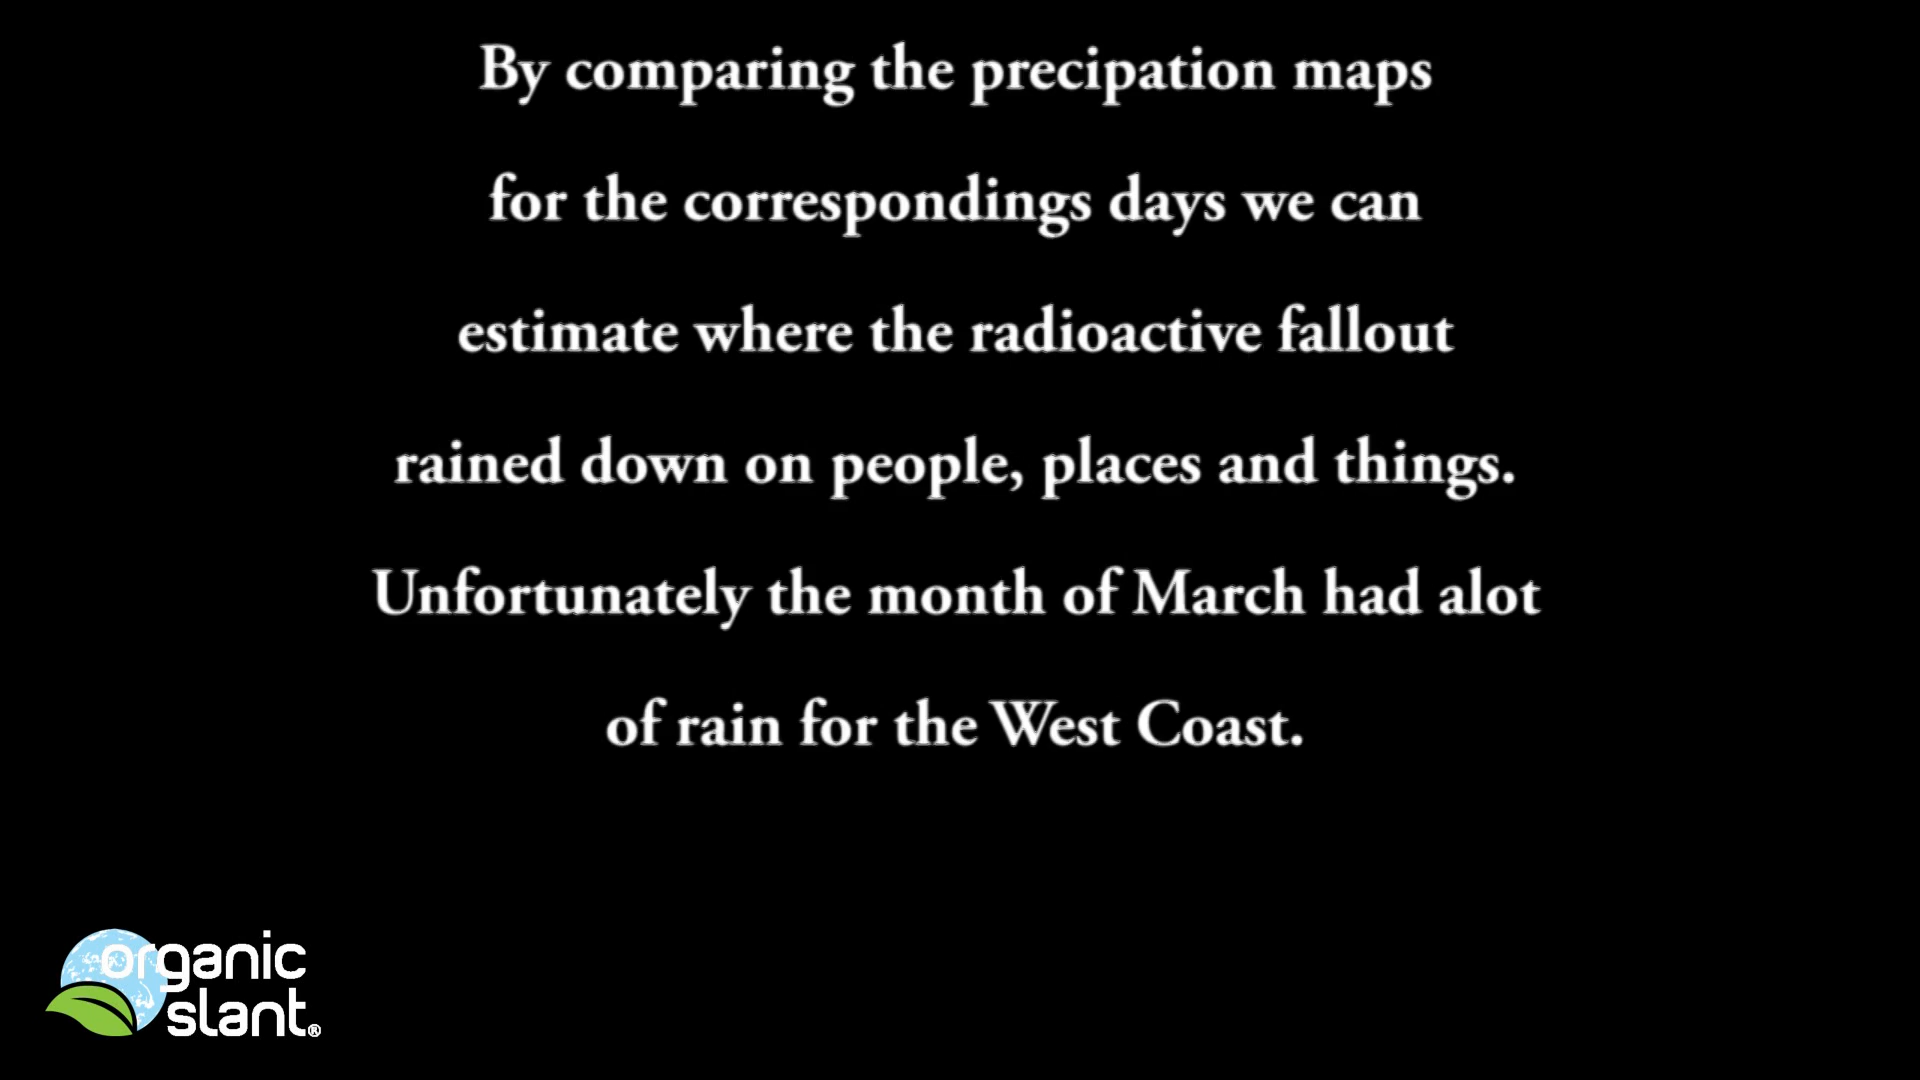 By comparing the precipation maps
for the correspondings days we can
estimate where the radioactive fallout
rained down on people, places and things.
Unfortunately the month of March had alot
of rain for the West Coast.
organic
slant®